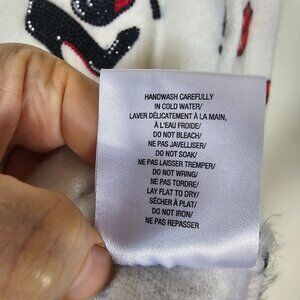 HANDWASH CAREFULLY
IN COLD WATER/
LAVER DÉLICATEMENT À LA MAIN,
À L'EAU FROIDE/
DO NOT BLEACH/
NE PAS JAVELLISER/
DO NOT SOAK/
NE PAS LAISSER TREMPER/
DO NOT WRING/
NE PAS TORDRE/
LAY FLAT TO DRY/
SÉCHER À PLAT/
DO NOT IRON/
NE PAS REPASSER